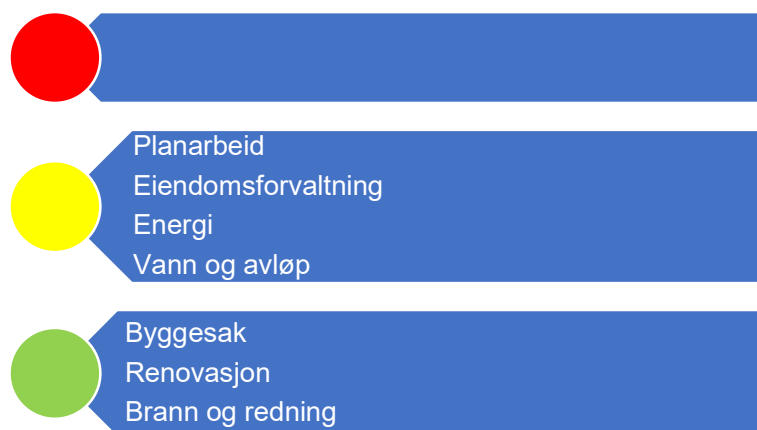 Planarbeid
Eiendomsforvaltning
Energi
Vann og avløp
Byggesak
Renovasjon
Brann og redning